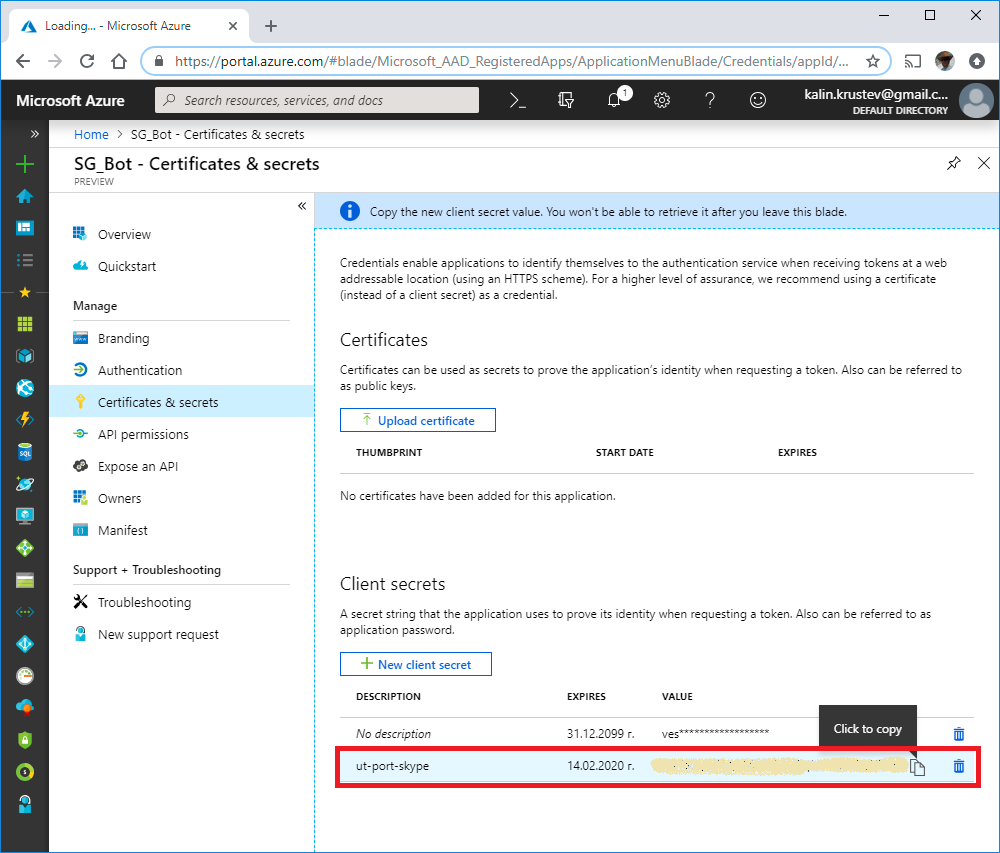 Loading... - Microsoft Azure
https://portal.azure.com/#blade/Microsoft_AAD_RegisteredApps/ApplicationMenuBlade/Credentials/appId/...
Microsoft Azure
Search resources, services, and docs
1
kalin.krustev@gmail.c...
DEFAULT DIRECTORY
Home > SG_Bot - Certificates & secrets
SG_Bot - Certificates & secrets
PREVIEW
Overview
Quickstart
Manage
Branding
Authentication
Certificates & secrets
API permissions
Expose an API
Owners
Manifest
Support + Troubleshooting
Troubleshooting
New support request
Copy the new client secret value. You won't be able to retrieve it after you leave this blade.
Credentials enable applications to identify themselves to the authentication service when receiving tokens at a web
addressable location (using an HTTPS scheme). For a higher level of assurance, we recommend using a certificate
(instead of a client secret) as a credential.
Certificates
Certificates can be used as secrets to prove the application's identity when requesting a token. Also can be referred to
as public keys.
Upload certificate
THUMBPRINT START DATE EXPIRES
No certificates have been added for this application.
Client secrets
A secret string that the application uses to prove its identity when requesting a token. Also can be referred to as
application password.
New client secret
DESCRIPTION EXPIRES VALUE
Click to copy
No description 31.12.2099 г. ves******************
ut-port-skype 14.02.2020 г.